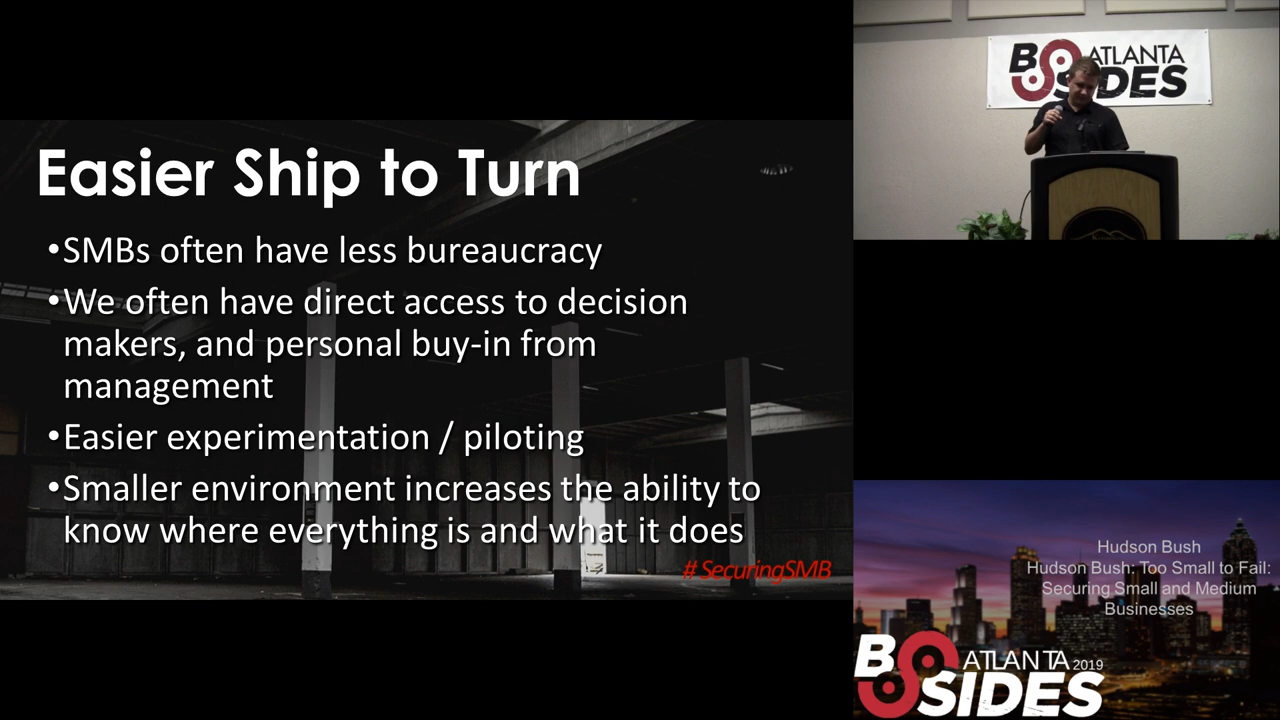 Easier Ship to Turn
•SMBs often have less bureaucracy
•We often have direct access to decision
makers, and personal buy-in from
management
•Easier experimentation / piloting
•Smaller environment increases the ability to
know where everything is and what it does
#SecuringSMB
BSIDES ATLANTA
Hudson Bush
Hudson Bush: Too Small to Fail:
Securing Small and Medium
Businesses
B ATLANTA 2019
SIDES